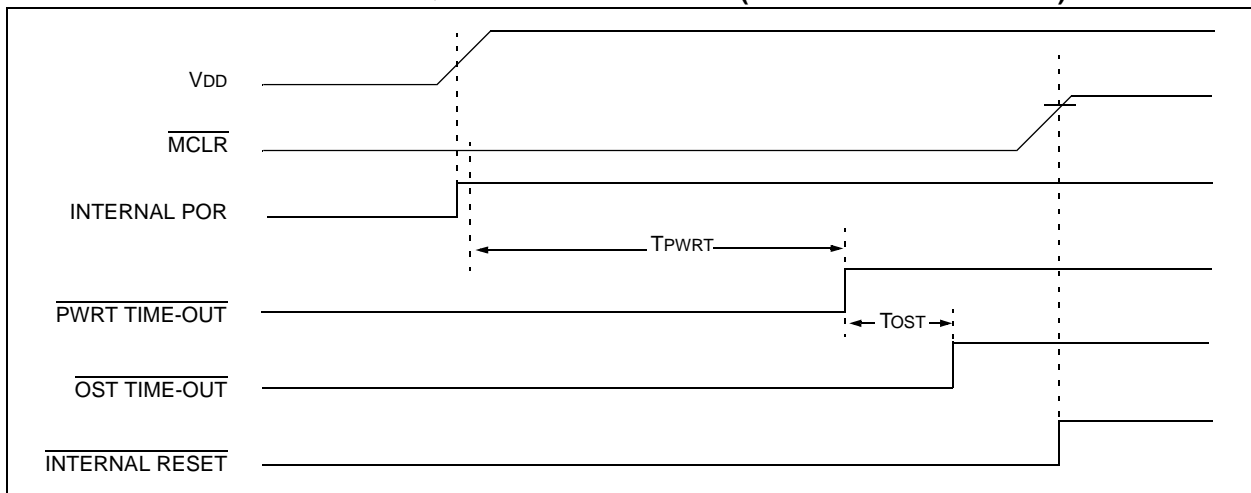 VDD
MCLR
INTERNAL POR
TPWRT
PWRT TIME-OUT
TOST
OST TIME-OUT
INTERNAL RESET